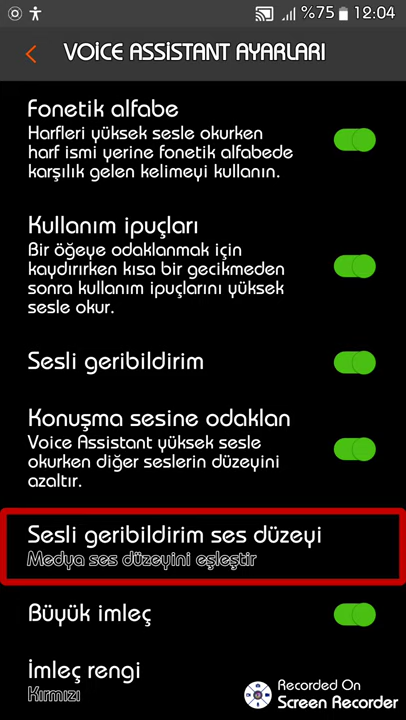 %75 12:04
VOICE ASSISTANT AYARLARI
Fonetik alfabe
Harfleri yüksek sesle okurken
harf ismi yerine fonetik alfabede
karşılık gelen kelimeyi kullanın.
Kullanım ipuçları
Bir öğeye odaklanmak için
kaydırırken kısa bir gecikmeden
sonra kullanım ipuçlarını yüksek
sesle okur.
Sesli geribildirim
Konuşma sesine odaklan
Voice Assistant yüksek sesle
okurken diğer seslerin düzeyini
azaltır.
Sesli geribildirim ses düzeyi
Medya ses düzeyini eşleştir
Büyük imleç
İmleç rengi
Kırmızı
Recorded On
Screen Recorder